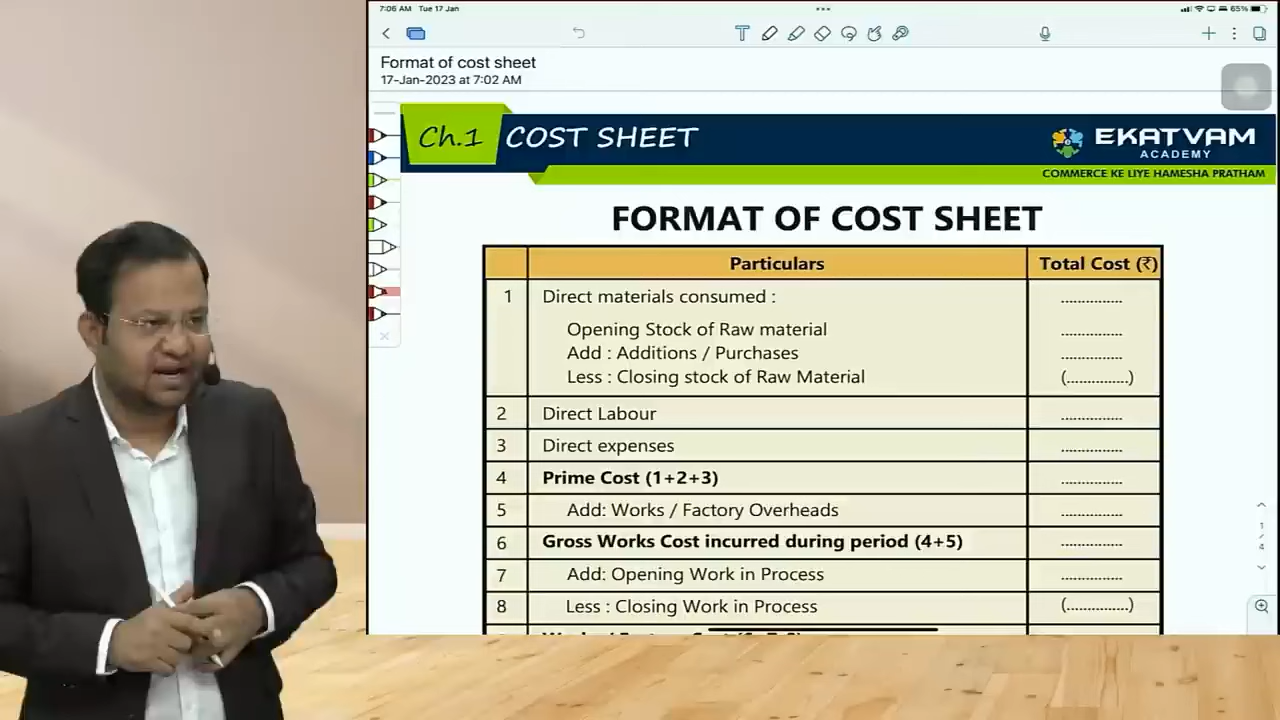 7:06 AM Tue 17 Jan
65%
Format of cost sheet
17-Jan-2023 at 7:02 AM
Ch.1 COST SHEET
EKATVAM
ACADEMY
COMMERCE KE LIYE HAMESHA PRATHAM
FORMAT OF COST SHEET
Particulars Total Cost (₹)
1 Direct materials consumed : ..............
Opening Stock of Raw material ..............
Add : Additions / Purchases ..............
Less : Closing stock of Raw Material (..............)
2 Direct Labour ..............
3 Direct expenses ..............
4 Prime Cost (1+2+3) ..............
5 Add: Works / Factory Overheads ..............
6 Gross Works Cost incurred during period (4+5) ..............
7 Add: Opening Work in Process ..............
8 Less : Closing Work in Process (..............)
1
/
4